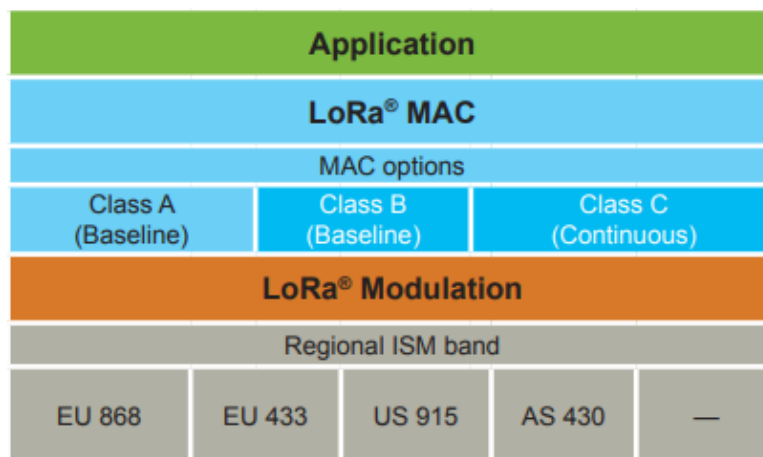 Application
LoRa® MAC
MAC options
Class A
(Baseline)
Class B
(Baseline)
Class C
(Continuous)
LoRa® Modulation
Regional ISM band
EU 868
EU 433
US 915
AS 430
—